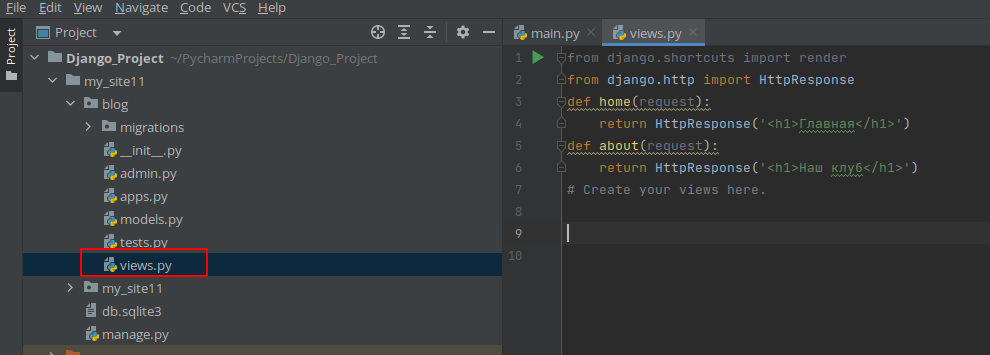 File Edit View Navigate Code VCS Help
Project
Project
Django_Project ~/PycharmProjects/Django_Project
my_site11
blog
migrations
__init__.py
admin.py
apps.py
models.py
tests.py
views.py
my_site11
db.sqlite3
manage.py
main.py views.py
1 from django.shortcuts import render
2 from django.http import HttpResponse
3 def home(request):
4 return HttpResponse('<h1>Главная</h1>')
5 def about(request):
6 return HttpResponse('<h1>Наш клуб</h1>')
7 # Create your views here.
8
9
10